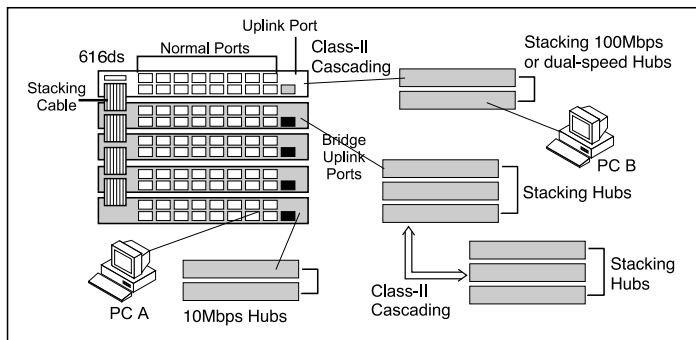 Uplink Port
Normal Ports
616ds
Class-II
Cascading
Stacking 100Mbps
or dual-speed Hubs
Stacking
Cable
Bridge
Uplink
Ports
PC B
Stacking Hubs
PC A
10Mbps Hubs
Class-II
Cascading
Stacking
Hubs